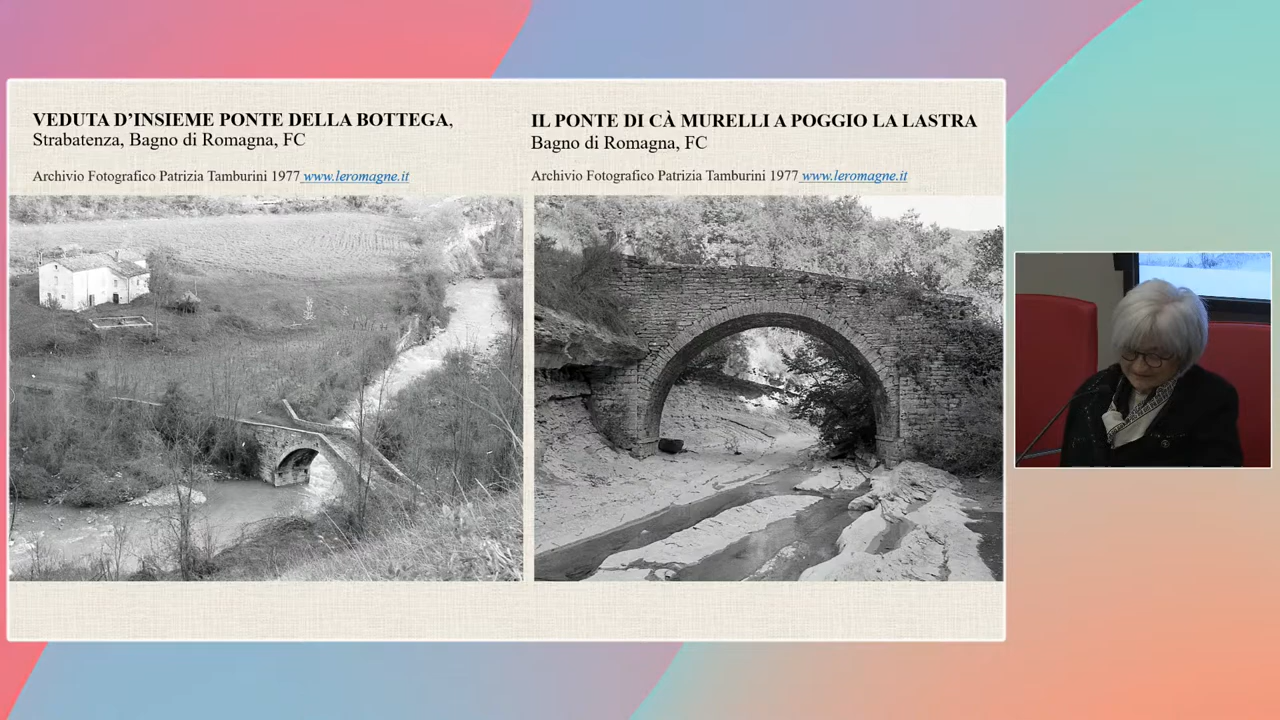 VEDUTA D'INSIEME PONTE DELLA BOTTEGA,
Strabatenza, Bagno di Romagna, FC
Archivio Fotografico Patrizia Tamburini 1977 www.leromagne.it
IL PONTE DI CÀ MURELLI A POGGIO LA LASTRA
Bagno di Romagna, FC
Archivio Fotografico Patrizia Tamburini 1977 www.leromagne.it